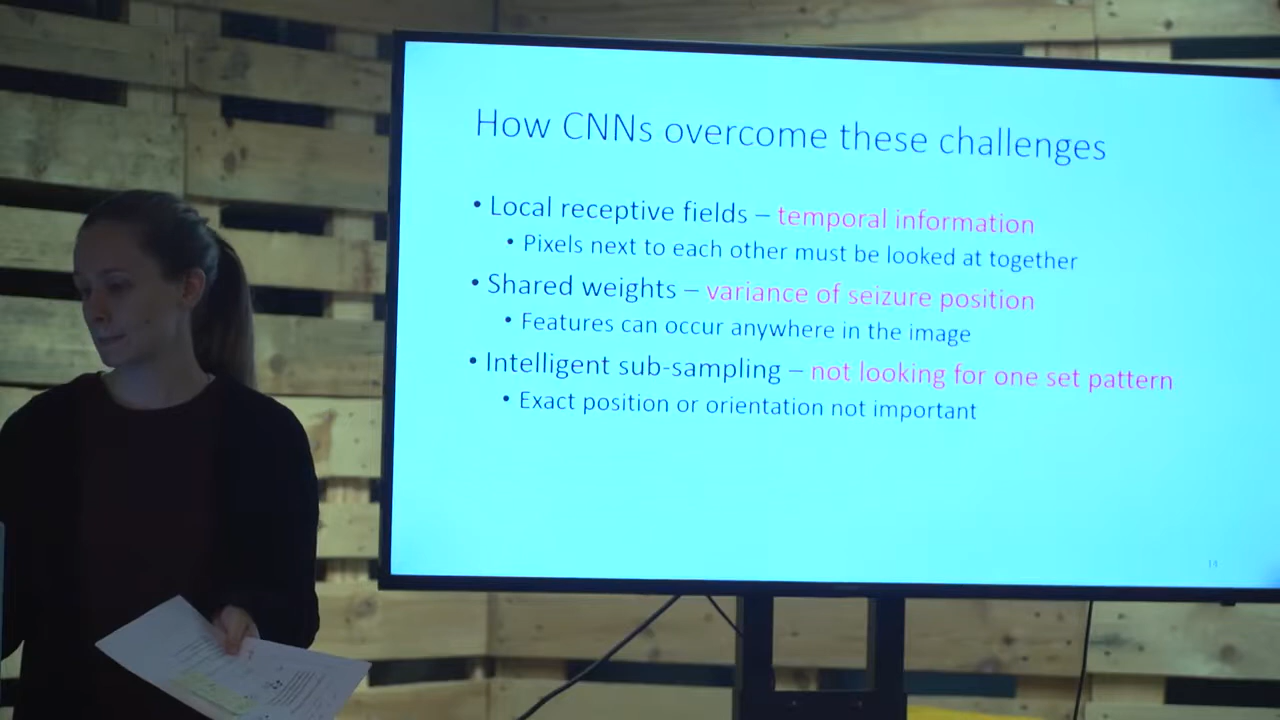 How CNNs overcome these challenges
• Local receptive fields – temporal information
• Pixels next to each other must be looked at together
• Shared weights – variance of seizure position
• Features can occur anywhere in the image
• Intelligent sub-sampling – not looking for one set pattern
• Exact position or orientation not important
14